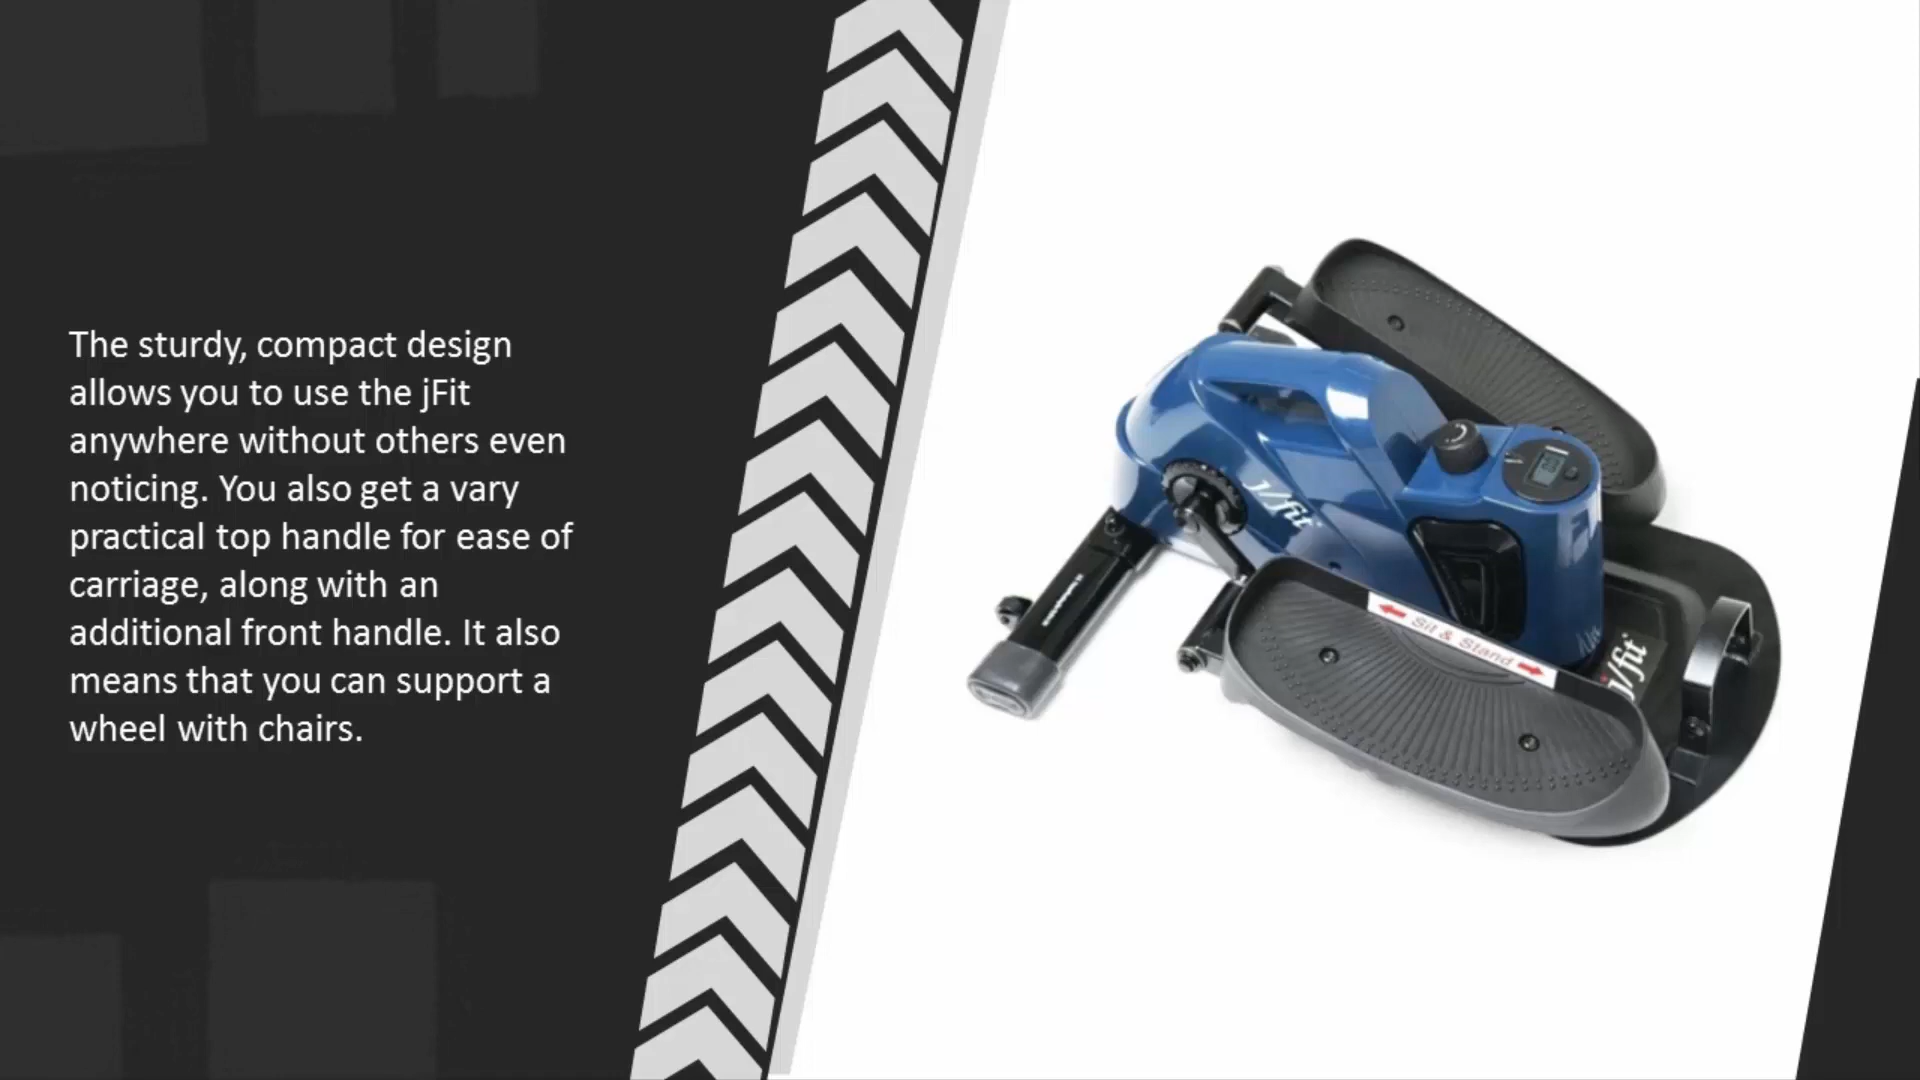 The sturdy, compact design
allows you to use the jFit
anywhere without others even
noticing. You also get a vary
practical top handle for ease of
carriage, along with an
additional front handle. It also
means that you can support a
wheel with chairs.
j/fit
Sit & Stand
j/fit